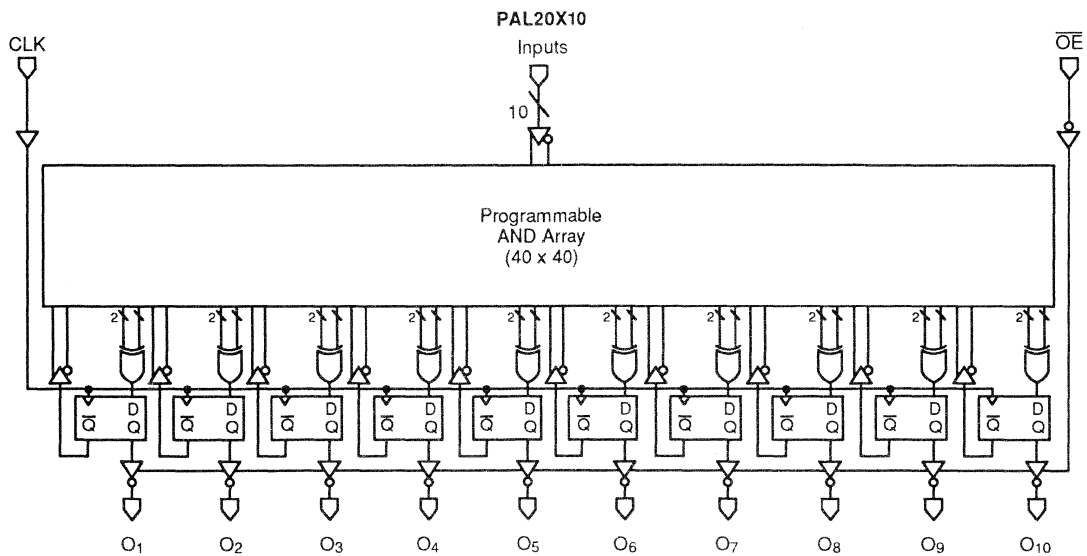 PAL20X10
CLK
Inputs
OE
10
Programmable
AND Array
(40 x 40)
2 2 2 2 2 2 2 2 2 2
D D D D D D D D D D
Q Q Q Q Q Q Q Q Q Q
Q Q Q Q Q Q Q Q Q Q
O1 O2 O3 O4 O5 O6 O7 O8 O9 O10